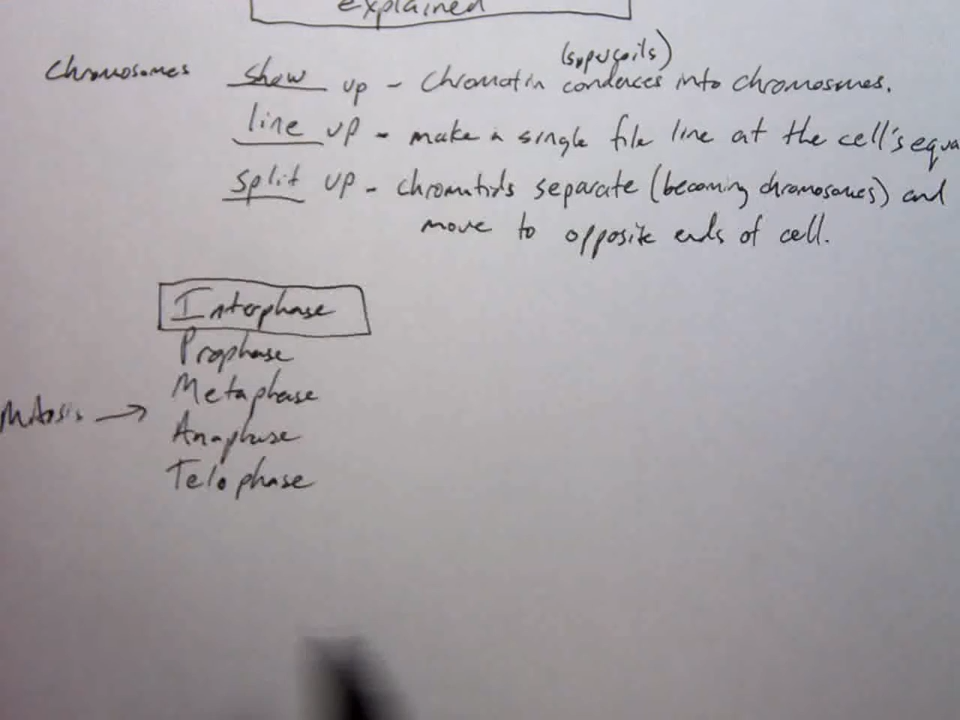 explained
(supercoils)
Chromosomes show up - Chromatin condenses into chromosomes.
line up - make a single file line at the cell's equa
split up - chromatids separate (becoming chromosomes) and
move to opposite ends of cell.
Interphase
Prophase
Metaphase
Mitosis →
Anaphase
Telophase